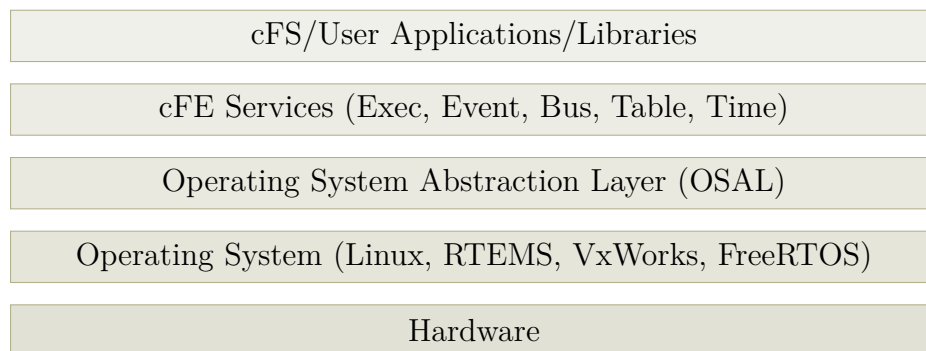 cFS/User Applications/Libraries
cFE Services (Exec, Event, Bus, Table, Time)
Operating System Abstraction Layer (OSAL)
Operating System (Linux, RTEMS, VxWorks, FreeRTOS)
Hardware